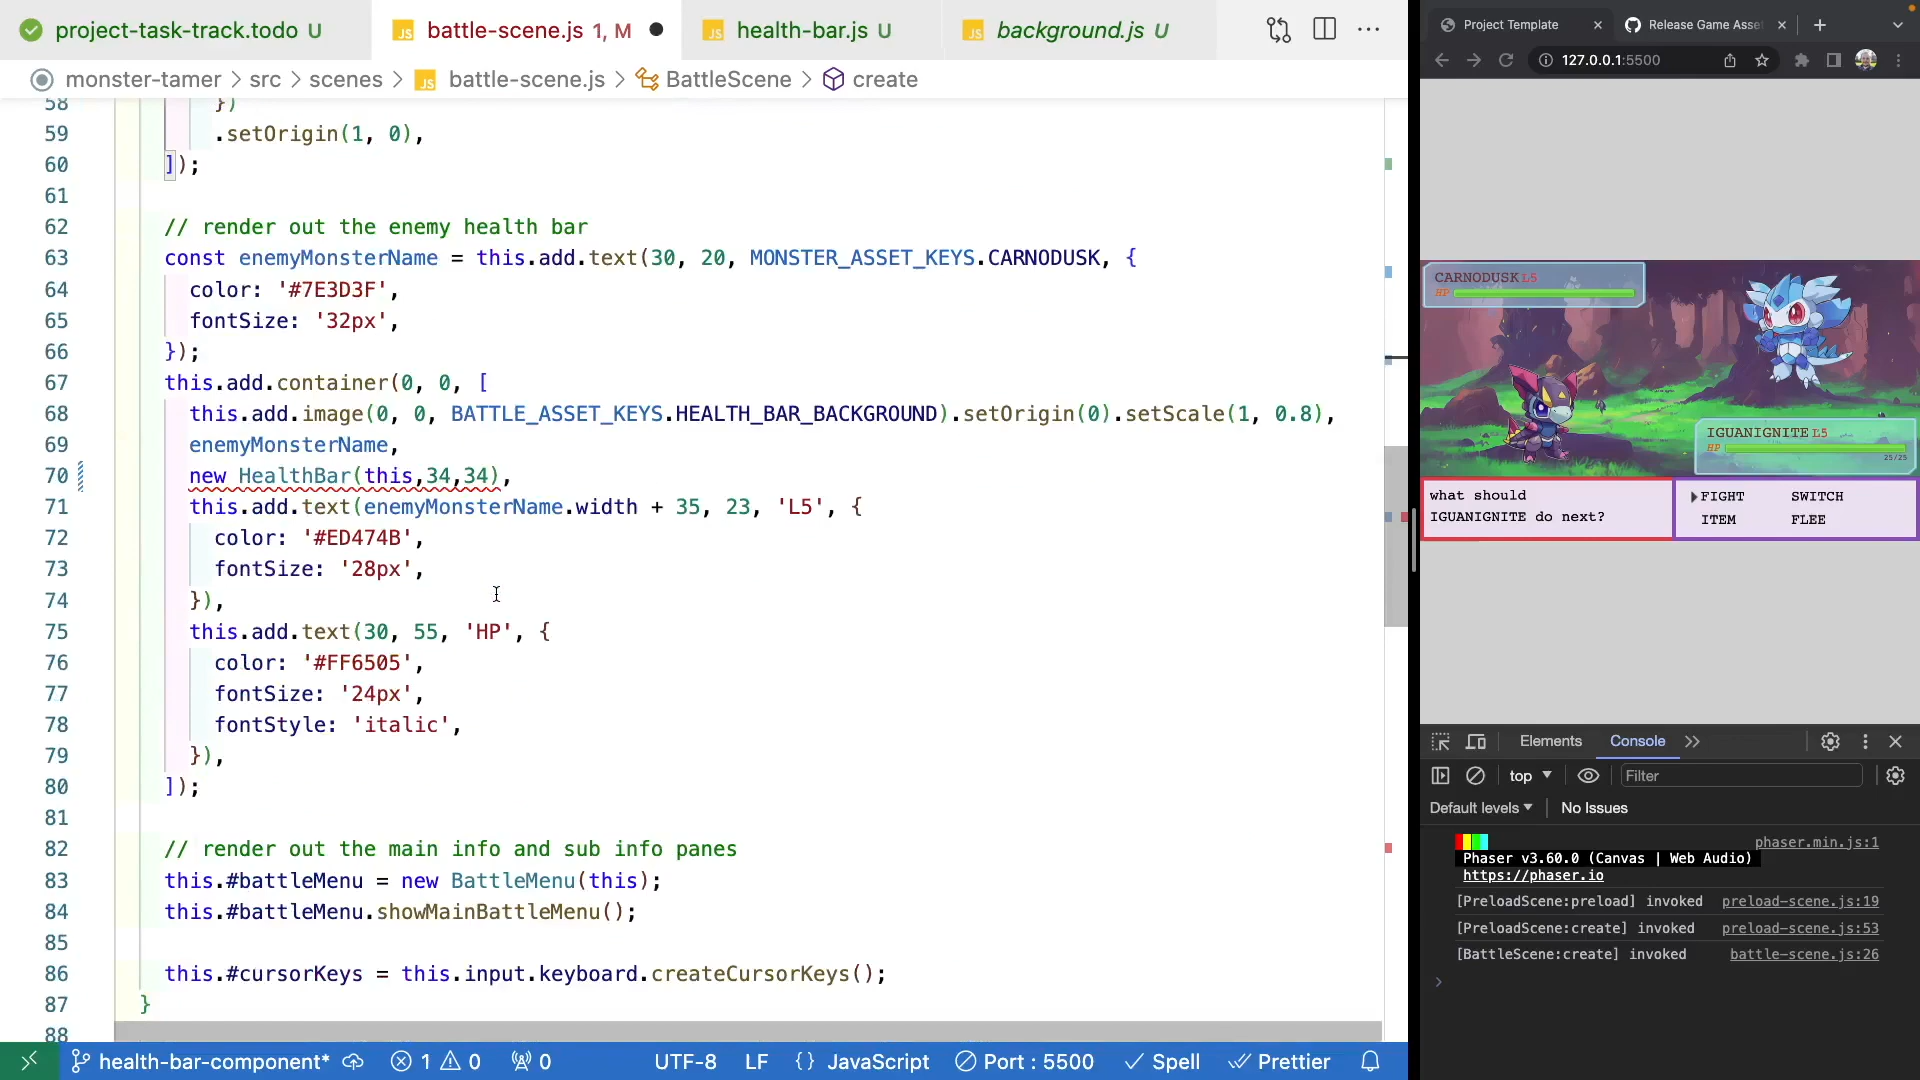 project-task-track.todo U
JS battle-scene.js 1, M
JS health-bar.js U
JS background.js U
monster-tamer > src > scenes > JS battle-scene.js > BattleScene > create
58 })
59 .setOrigin(1, 0),
60 ]);
61
62 // render out the enemy health bar
63 const enemyMonsterName = this.add.text(30, 20, MONSTER_ASSET_KEYS.CARNODUSK, {
64 color: '#7E3D3F',
65 fontSize: '32px',
66 });
67 this.add.container(0, 0, [
68 this.add.image(0, 0, BATTLE_ASSET_KEYS.HEALTH_BAR_BACKGROUND).setOrigin(0).setScale(1, 0.8),
69 enemyMonsterName,
70 new HealthBar(this,34,34),
71 this.add.text(enemyMonsterName.width + 35, 23, 'L5', {
72 color: '#ED474B',
73 fontSize: '28px',
74 }),
75 this.add.text(30, 55, 'HP', {
76 color: '#FF6505',
77 fontSize: '24px',
78 fontStyle: 'italic',
79 }),
80 ]);
81
82 // render out the main info and sub info panes
83 this.#battleMenu = new BattleMenu(this);
84 this.#battleMenu.showMainBattleMenu();
85
86 this.#cursorKeys = this.input.keyboard.createCursorKeys();
87 }
88
health-bar-component* 1 0 0 UTF-8 LF {} JavaScript Port : 5500 Spell Prettier
Project Template
Release Game Asse
127.0.0.1:5500
CARNODUSK L5
HP
IGUANIGNITE L5
HP
25/25
what should
IGUANIGNITE do next?
FIGHT SWITCH
ITEM FLEE
Elements Console
top Filter
Default levels No Issues
phaser.min.js:1
Phaser v3.60.0 (Canvas | Web Audio)
https://phaser.io
[PreloadScene:preload] invoked preload-scene.js:19
[PreloadScene:create] invoked preload-scene.js:53
[BattleScene:create] invoked battle-scene.js:26